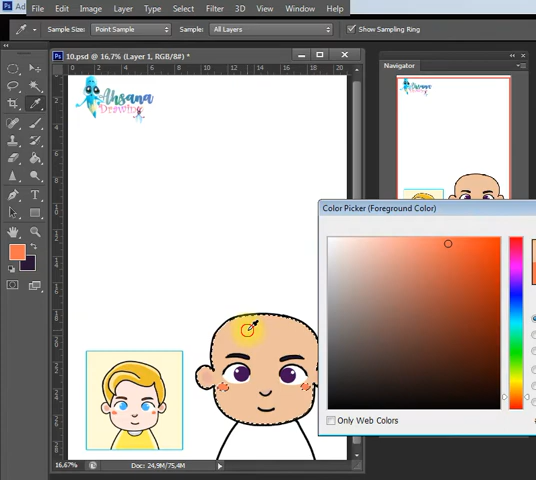 Ad
File Edit Image Layer Type Select Filter 3D View Window Help
Sample Size: Point Sample Sample: All Layers Show Sampling Ring
10.psd @ 16,7% (Layer 1, RGB/8#) *
Navigator
Ahsana
Drawing
Color Picker (Foreground Color)
Only Web Colors
16,67% Doc: 24,9M/75,4M